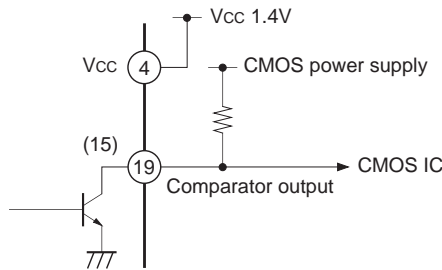 VCC 1.4V
VCC
4
CMOS power supply
(15)
19
CMOS IC
Comparator output